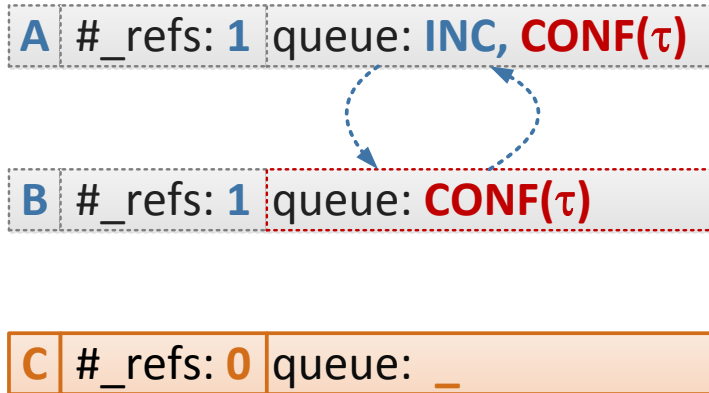 A #_refs: 1 queue: INC, CONF(τ)
B #_refs: 1 queue: CONF(τ)
C #_refs: 0 queue: _